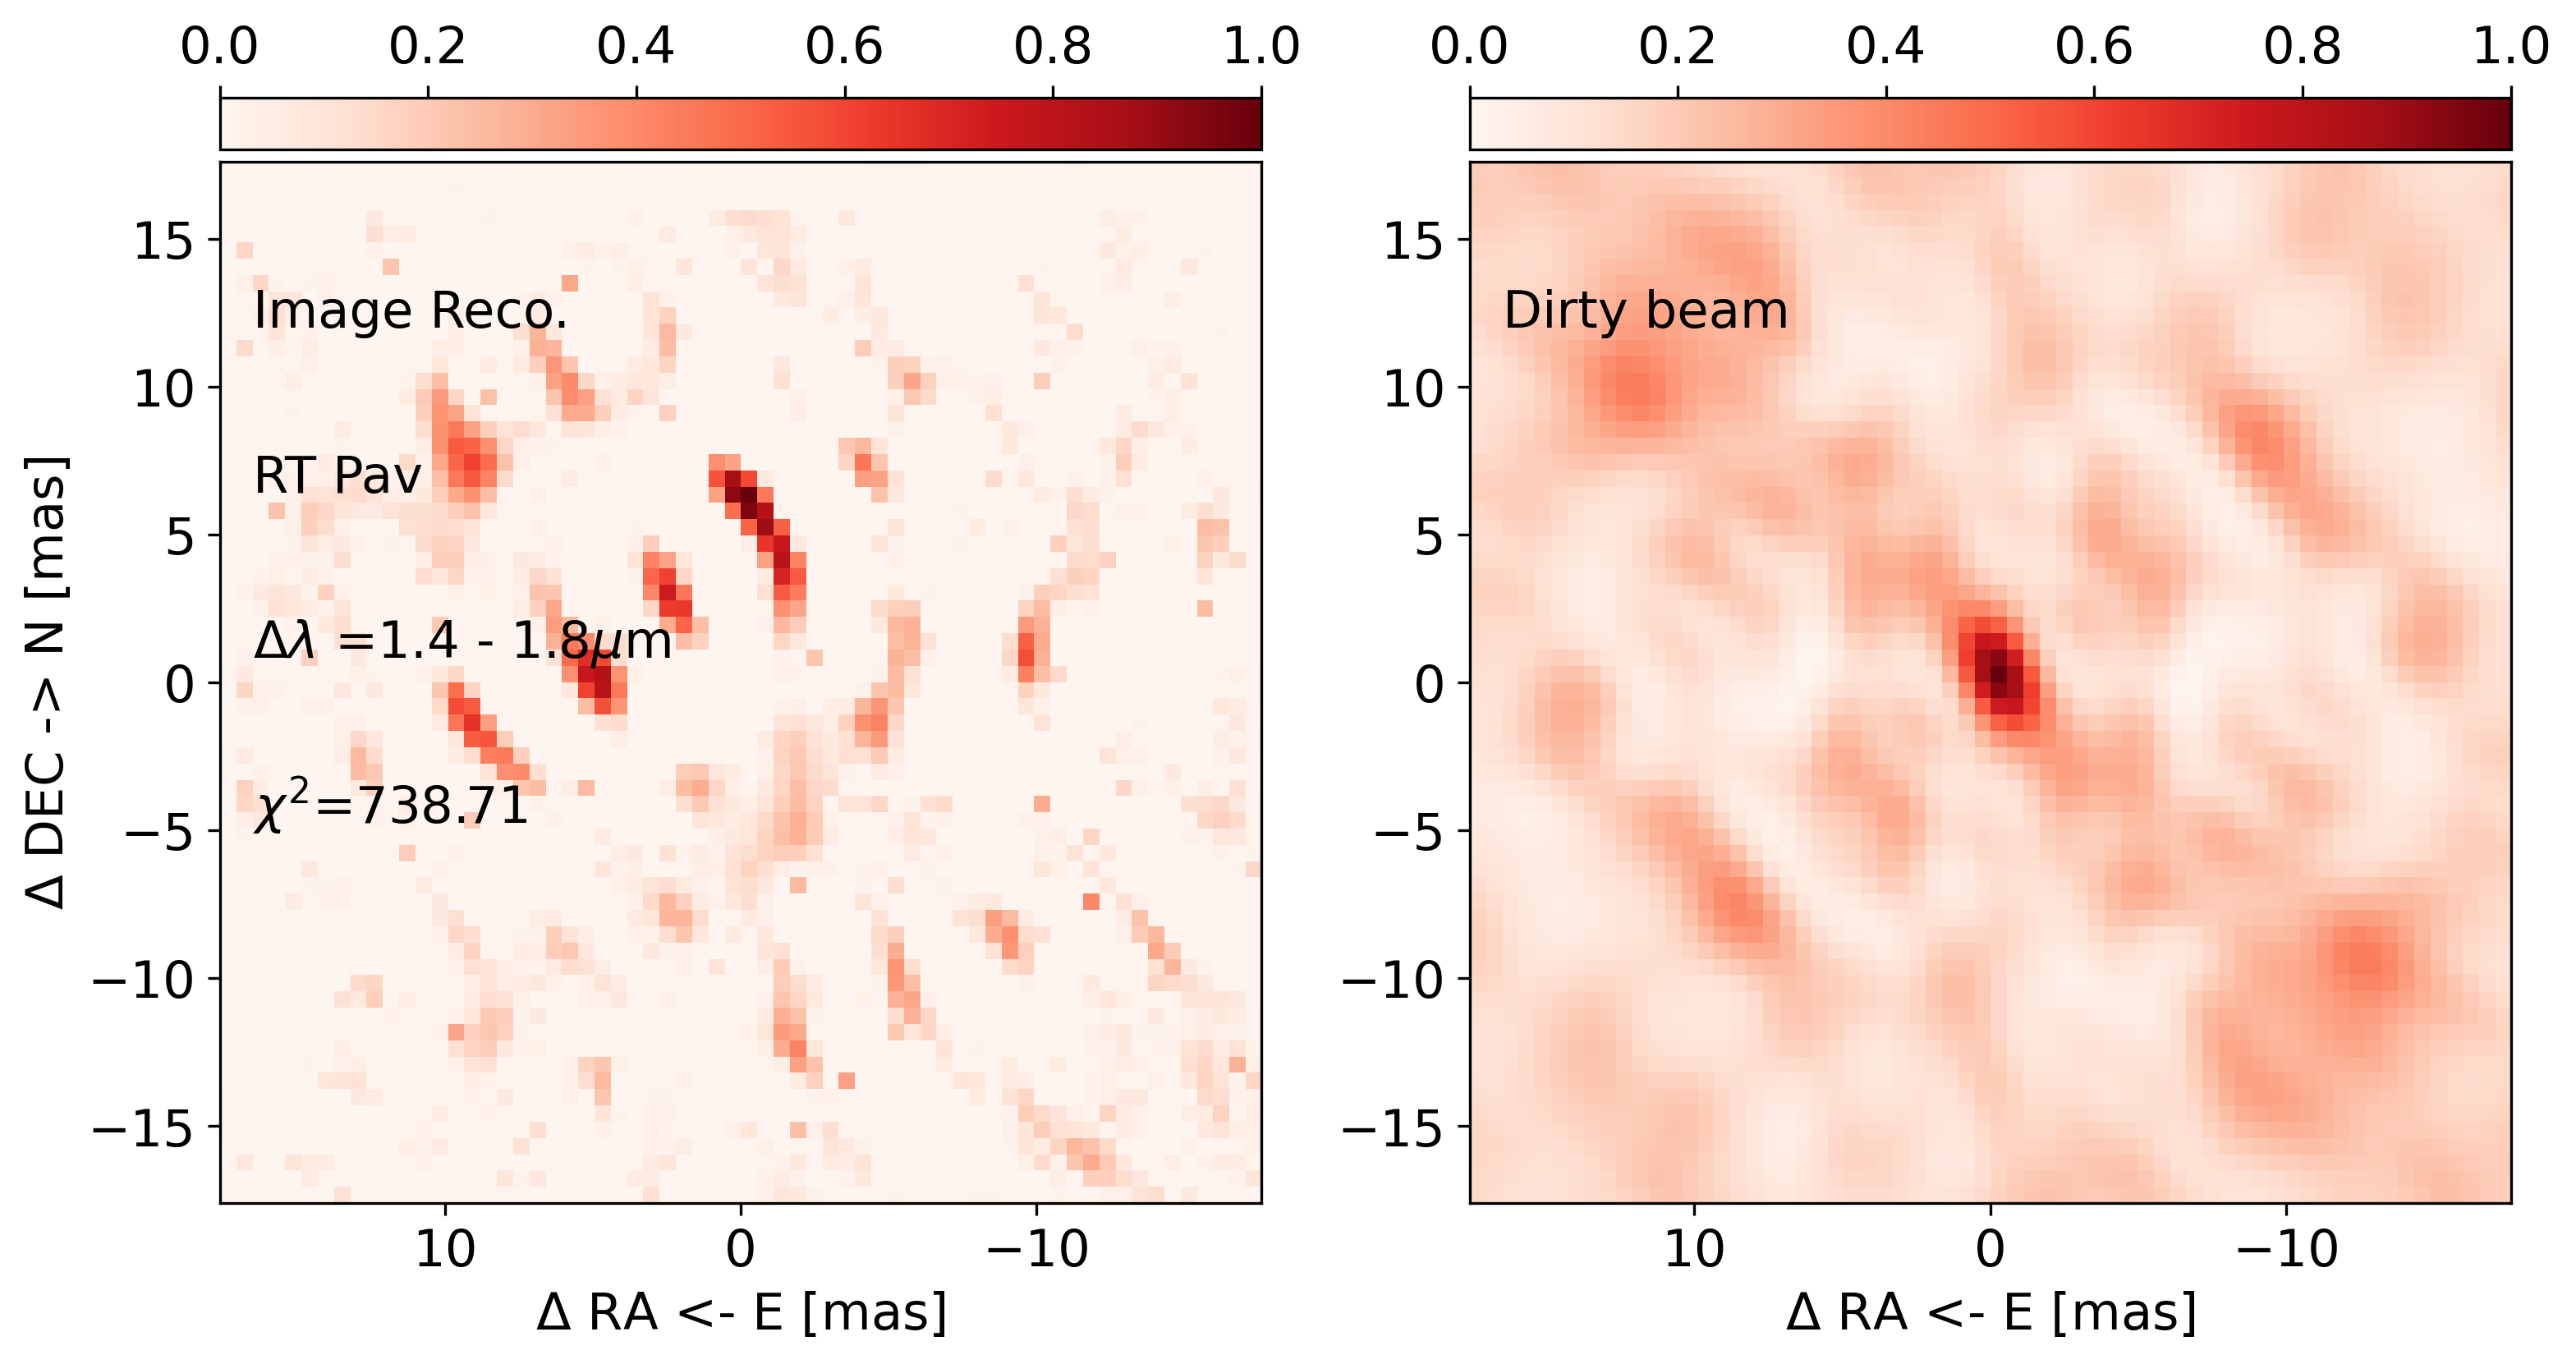 0.0 0.2 0.4 0.6 0.8 1.0
0.0 0.2 0.4 0.6 0.8 1.0
Image Reco.
RT Pav
Δλ =1.4 - 1.8μm
χ²=738.71
15
10
5
0
−5
−10
−15
Δ DEC -> N [mas]
10 0 −10
Δ RA <- E [mas]
Dirty beam
15
10
5
0
−5
−10
−15
10 0 −10
Δ RA <- E [mas]